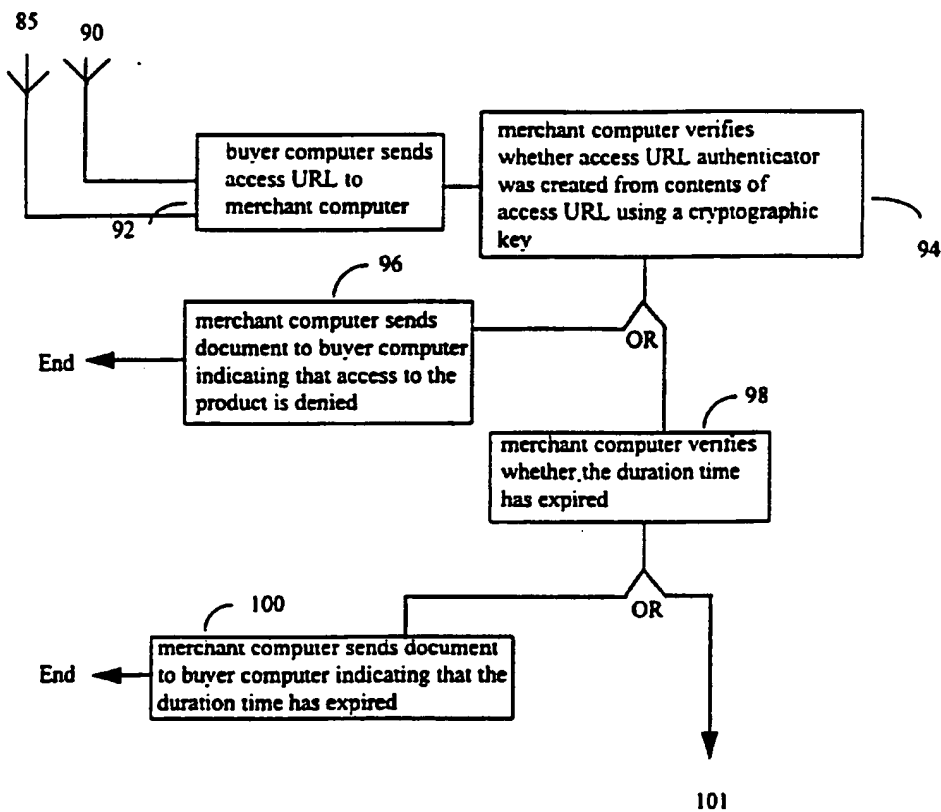 85
90
buyer computer sends
access URL to
merchant computer
92
merchant computer verifies
whether access URL authenticator
was created from contents of
access URL using a cryptographic
key
94
96
merchant computer sends
document to buyer computer
indicating that access to the
product is denied
End
OR
98
merchant computer verifies
whether the duration time
has expired
OR
100
merchant computer sends document
to buyer computer indicating that the
duration time has expired
End
101